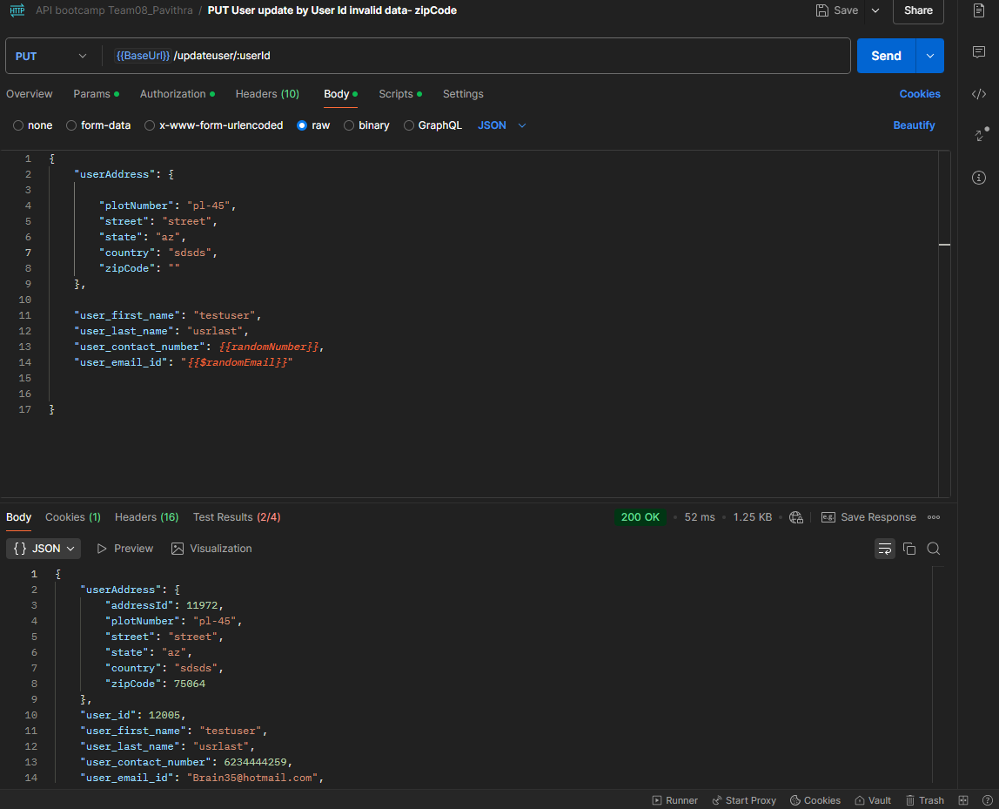 HTTP API bootcamp Team08_Pavithra / PUT User update by User Id invalid data- zipCode Save Share
PUT {{BaseUrl}} /updateuser/:userId Send
Overview Params Authorization Headers (10) Body Scripts Settings Cookies
none form-data x-www-form-urlencoded raw binary GraphQL JSON Beautify
1 {
2 "userAddress": {
3
4 "plotNumber": "pl-45",
5 "street": "street",
6 "state": "az",
7 "country": "sdsds",
8 "zipCode": ""
9 },
10
11 "user_first_name": "testuser",
12 "user_last_name": "usrlast",
13 "user_contact_number": {{randomNumber}},
14 "user_email_id": "{{$randomEmail}}"
15
16
17 }
Body Cookies (1) Headers (16) Test Results (2/4) 200 OK • 52 ms • 1.25 KB • e.g. Save Response
{} JSON Preview Visualization
1 {
2 "userAddress": {
3 "addressId": 11972,
4 "plotNumber": "pl-45",
5 "street": "street",
6 "state": "az",
7 "country": "sdsds",
8 "zipCode": 75064
9 },
10 "user_id": 12005,
11 "user_first_name": "testuser",
12 "user_last_name": "usrlast",
13 "user_contact_number": 6234444259,
14 "user_email_id": "Brain35@hotmail.com",
Runner Start Proxy Cookies Vault Trash